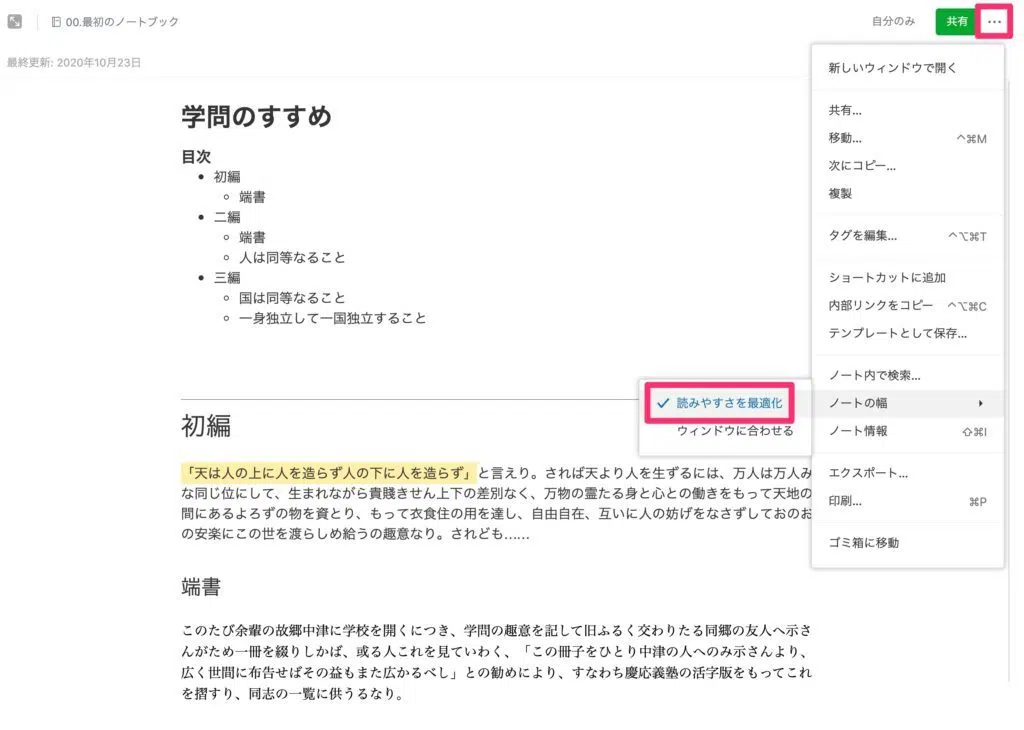 00.最初のノートブック
自分のみ
共有
最終更新: 2020年10月23日
学問のすすめ
目次
• 初編
◦ 端書
• 二編
◦ 端書
◦ 人は同等なること
• 三編
◦ 国は同等なること
◦ 一身独立して一国独立すること
初編
「天は人の上に人を造らず人の下に人を造らず」と言えり。されば天より人を生ずるには、万人は万人み
な同じ位にして、生まれながら貴賤きせん上下の差別なく、万物の霊たる身と心との働きをもって天地の
間にあるよろずの物を資とり、もって衣食住の用を達し、自由自在、互いに人の妨げをなさずしておのお
の安楽にこの世を渡らしめ給うの趣意なり。されども……
端書
このたび余輩の故郷中津に学校を開くにつき、学問の趣意を記して旧ふるく交わりたる同郷の友人へ示さ
んがため一冊を綴りしかば、或る人これを見ていわく、「この冊子をひとり中津の人へのみ示さんより、
広く世間に布告せばその益もまた広かるべし」との勧めにより、すなわち慶応義塾の活字版をもってこれ
を摺すり、同志の一覧に供うるなり。
新しいウィンドウで開く
共有...
移動... ^⌘M
次にコピー...
複製
タグを編集... ^⌥⌘T
ショートカットに追加
内部リンクをコピー ^⌥⌘C
テンプレートとして保存...
ノート内で検索...
ノートの幅
ノート情報 ⇧⌘I
エクスポート...
印刷... ⌘P
ゴミ箱に移動
✓ 読みやすさを最適化
ウィンドウに合わせる